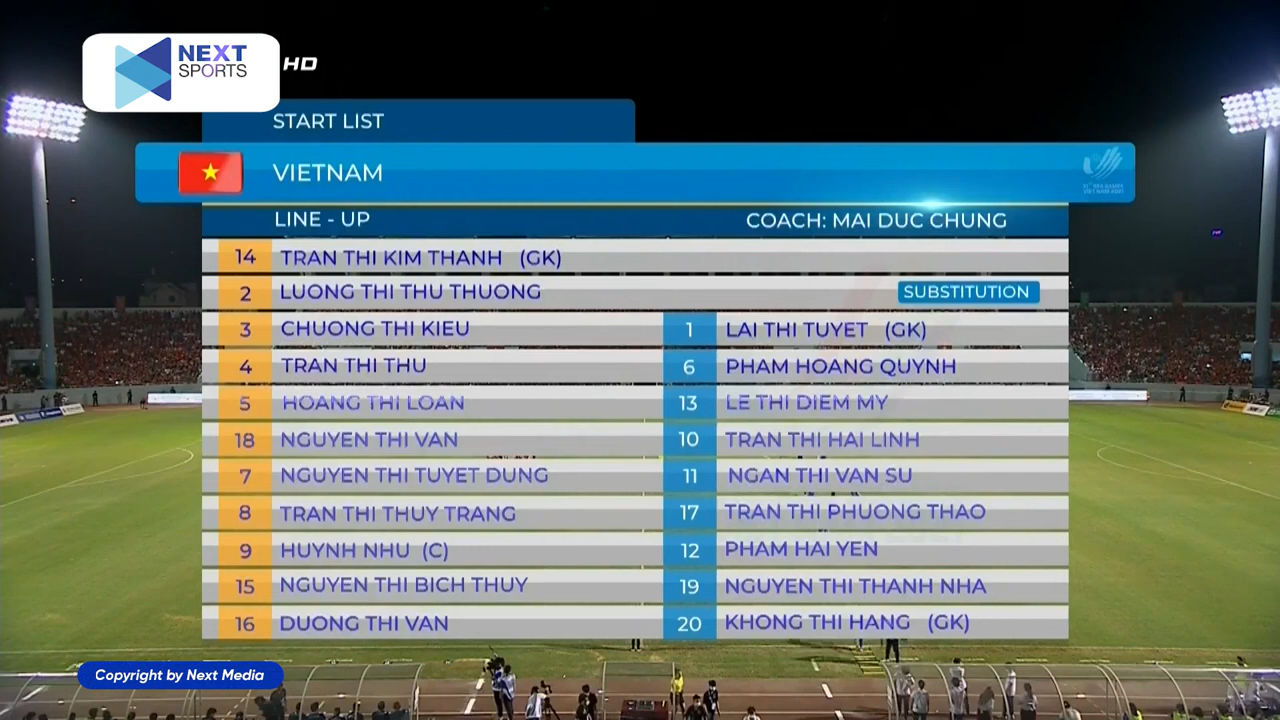 NEXT
SPORTS
HD
START LIST
VIETNAM
LINE - UP
COACH: MAI DUC CHUNG
14 TRAN THI KIM THANH (GK)
2 LUONG THI THU THUONG
3 CHUONG THI KIEU
4 TRAN THI THU
5 HOANG THI LOAN
18 NGUYEN THI VAN
7 NGUYEN THI TUYET DUNG
8 TRAN THI THUY TRANG
9 HUYNH NHU (C)
15 NGUYEN THI BICH THUY
16 DUONG THI VAN
SUBSTITUTION
1 LAI THI TUYET (GK)
6 PHAM HOANG QUYNH
13 LE THI DIEM MY
10 TRAN THI HAI LINH
11 NGAN THI VAN SU
17 TRAN THI PHUONG THAO
12 PHAM HAI YEN
19 NGUYEN THI THANH NHA
20 KHONG THI HANG (GK)
Copyright by Next Media